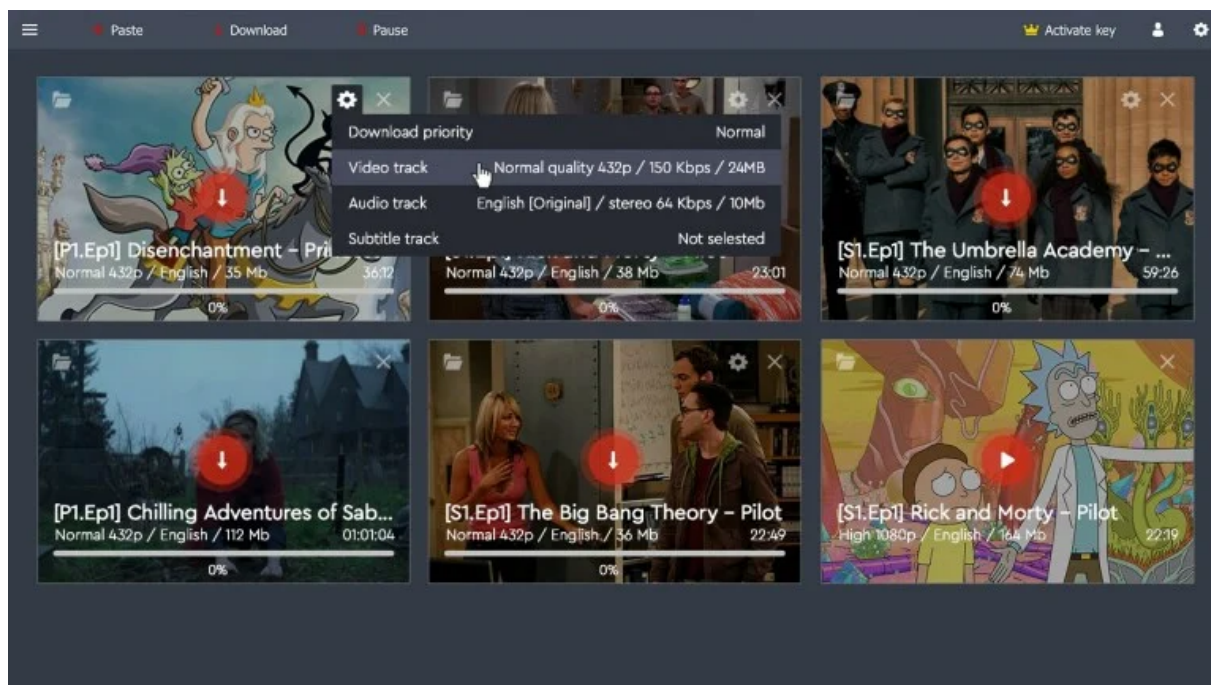 Paste Download Pause Activate key
Download priority Normal
Video track Normal quality 432p / 150 Kbps / 24MB
Audio track English [Original] / stereo 64 Kbps / 10Mb
Subtitle track Not selected
[P1.Ep1] Disenchantment – Pri
Normal 432p / English / 35 Mb 36:12
0%
Normal 432p / English / 38 Mb 23:01
0%
[S1.Ep1] The Umbrella Academy – ...
Normal 432p / English / 74 Mb 59:26
0%
[P1.Ep1] Chilling Adventures of Sab...
Normal 432p / English / 112 Mb 01:01:04
0%
[S1.Ep1] The Big Bang Theory – Pilot
Normal 432p / English / 36 Mb 22:49
0%
[S1.Ep1] Rick and Morty – Pilot
High 1080p / English / 164 Mb 22:19